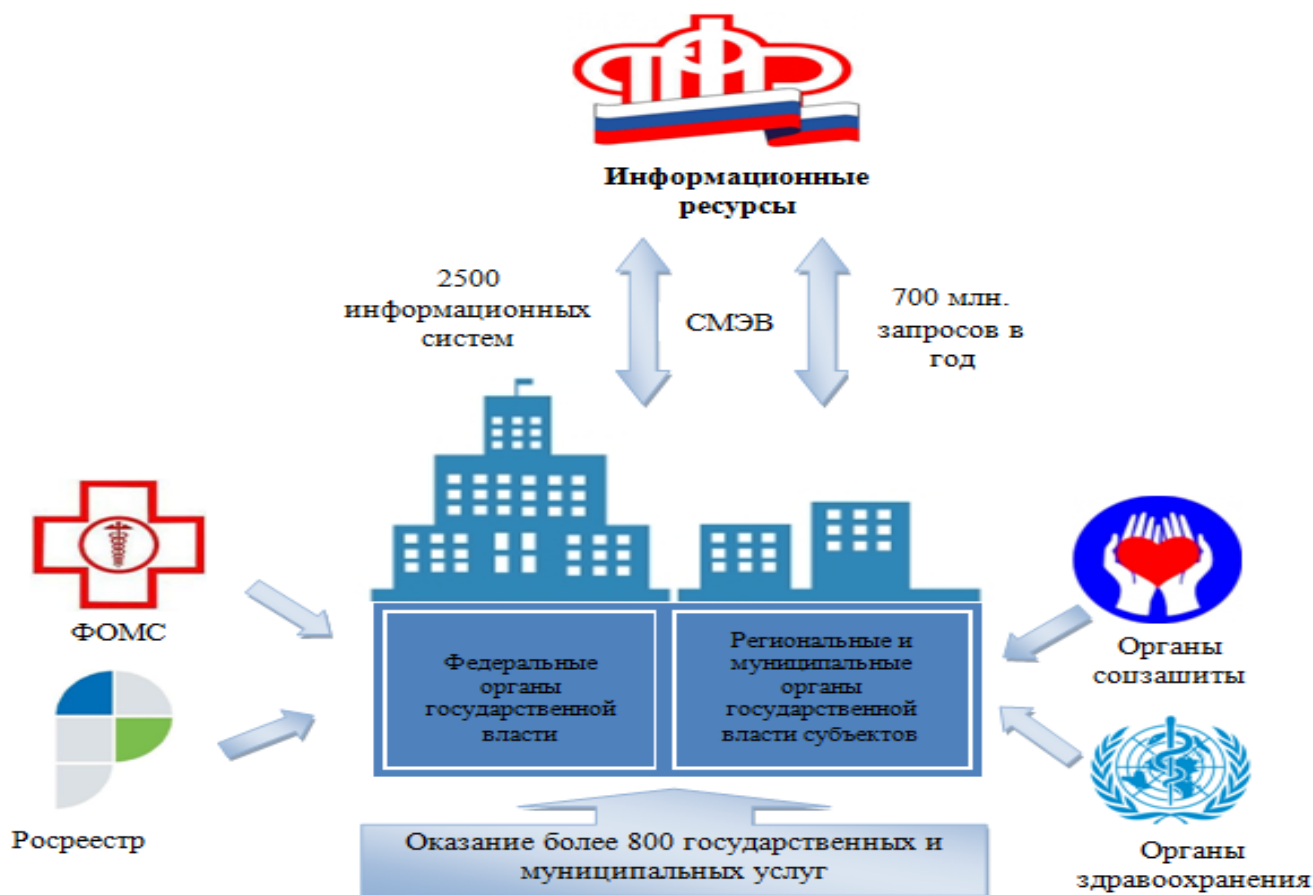 Информационные
ресурсы
2500
информационных
систем
СМЭВ
700 млн.
запросов в
год
ФОМС
Росреестр
Федеральные
органы
государственной
власти
Региональные и
муниципальные
органы
государственной
власти субъектов
Органы
соцзащиты
Органы
здравоохранения
Оказание более 800 государственных и
муниципальных услуг